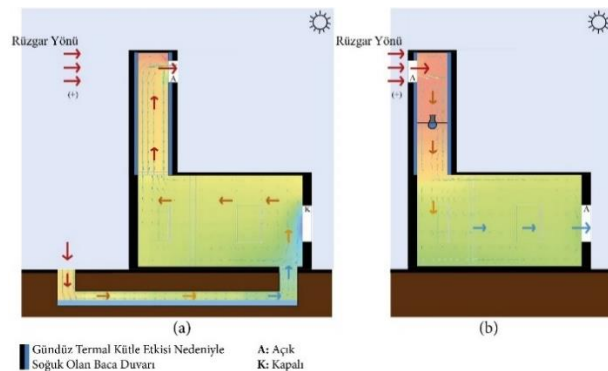 Rüzgar Yönü
(+)
A
K
(a)
Rüzgar Yönü
(+)
A
A
(b)
Gündüz Termal Kütle Etkisi Nedeniyle
Soğuk Olan Baca Duvarı
A: Açık
K: Kapalı